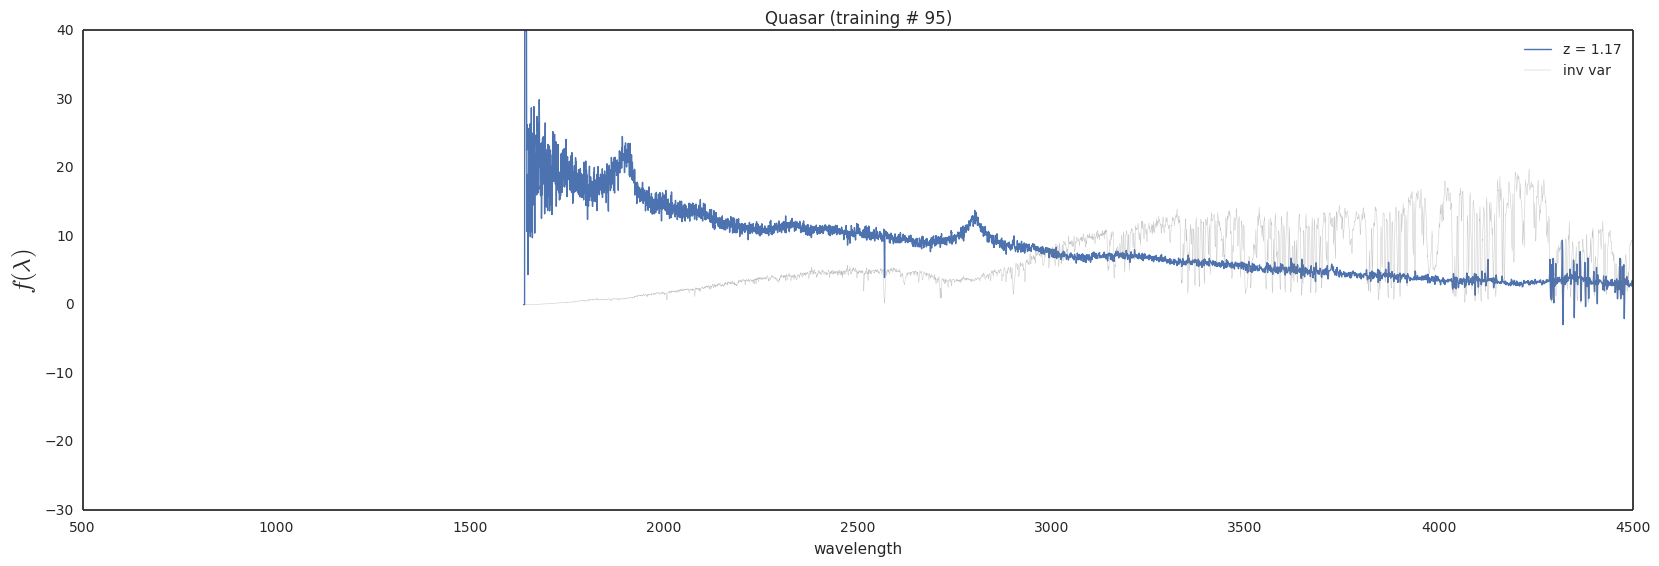 Quasar (training # 95)
z = 1.17
inv var
40
30
20
10
0
−10
−20
−30
f(λ)
500 1000 1500 2000 2500 3000 3500 4000 4500
wavelength